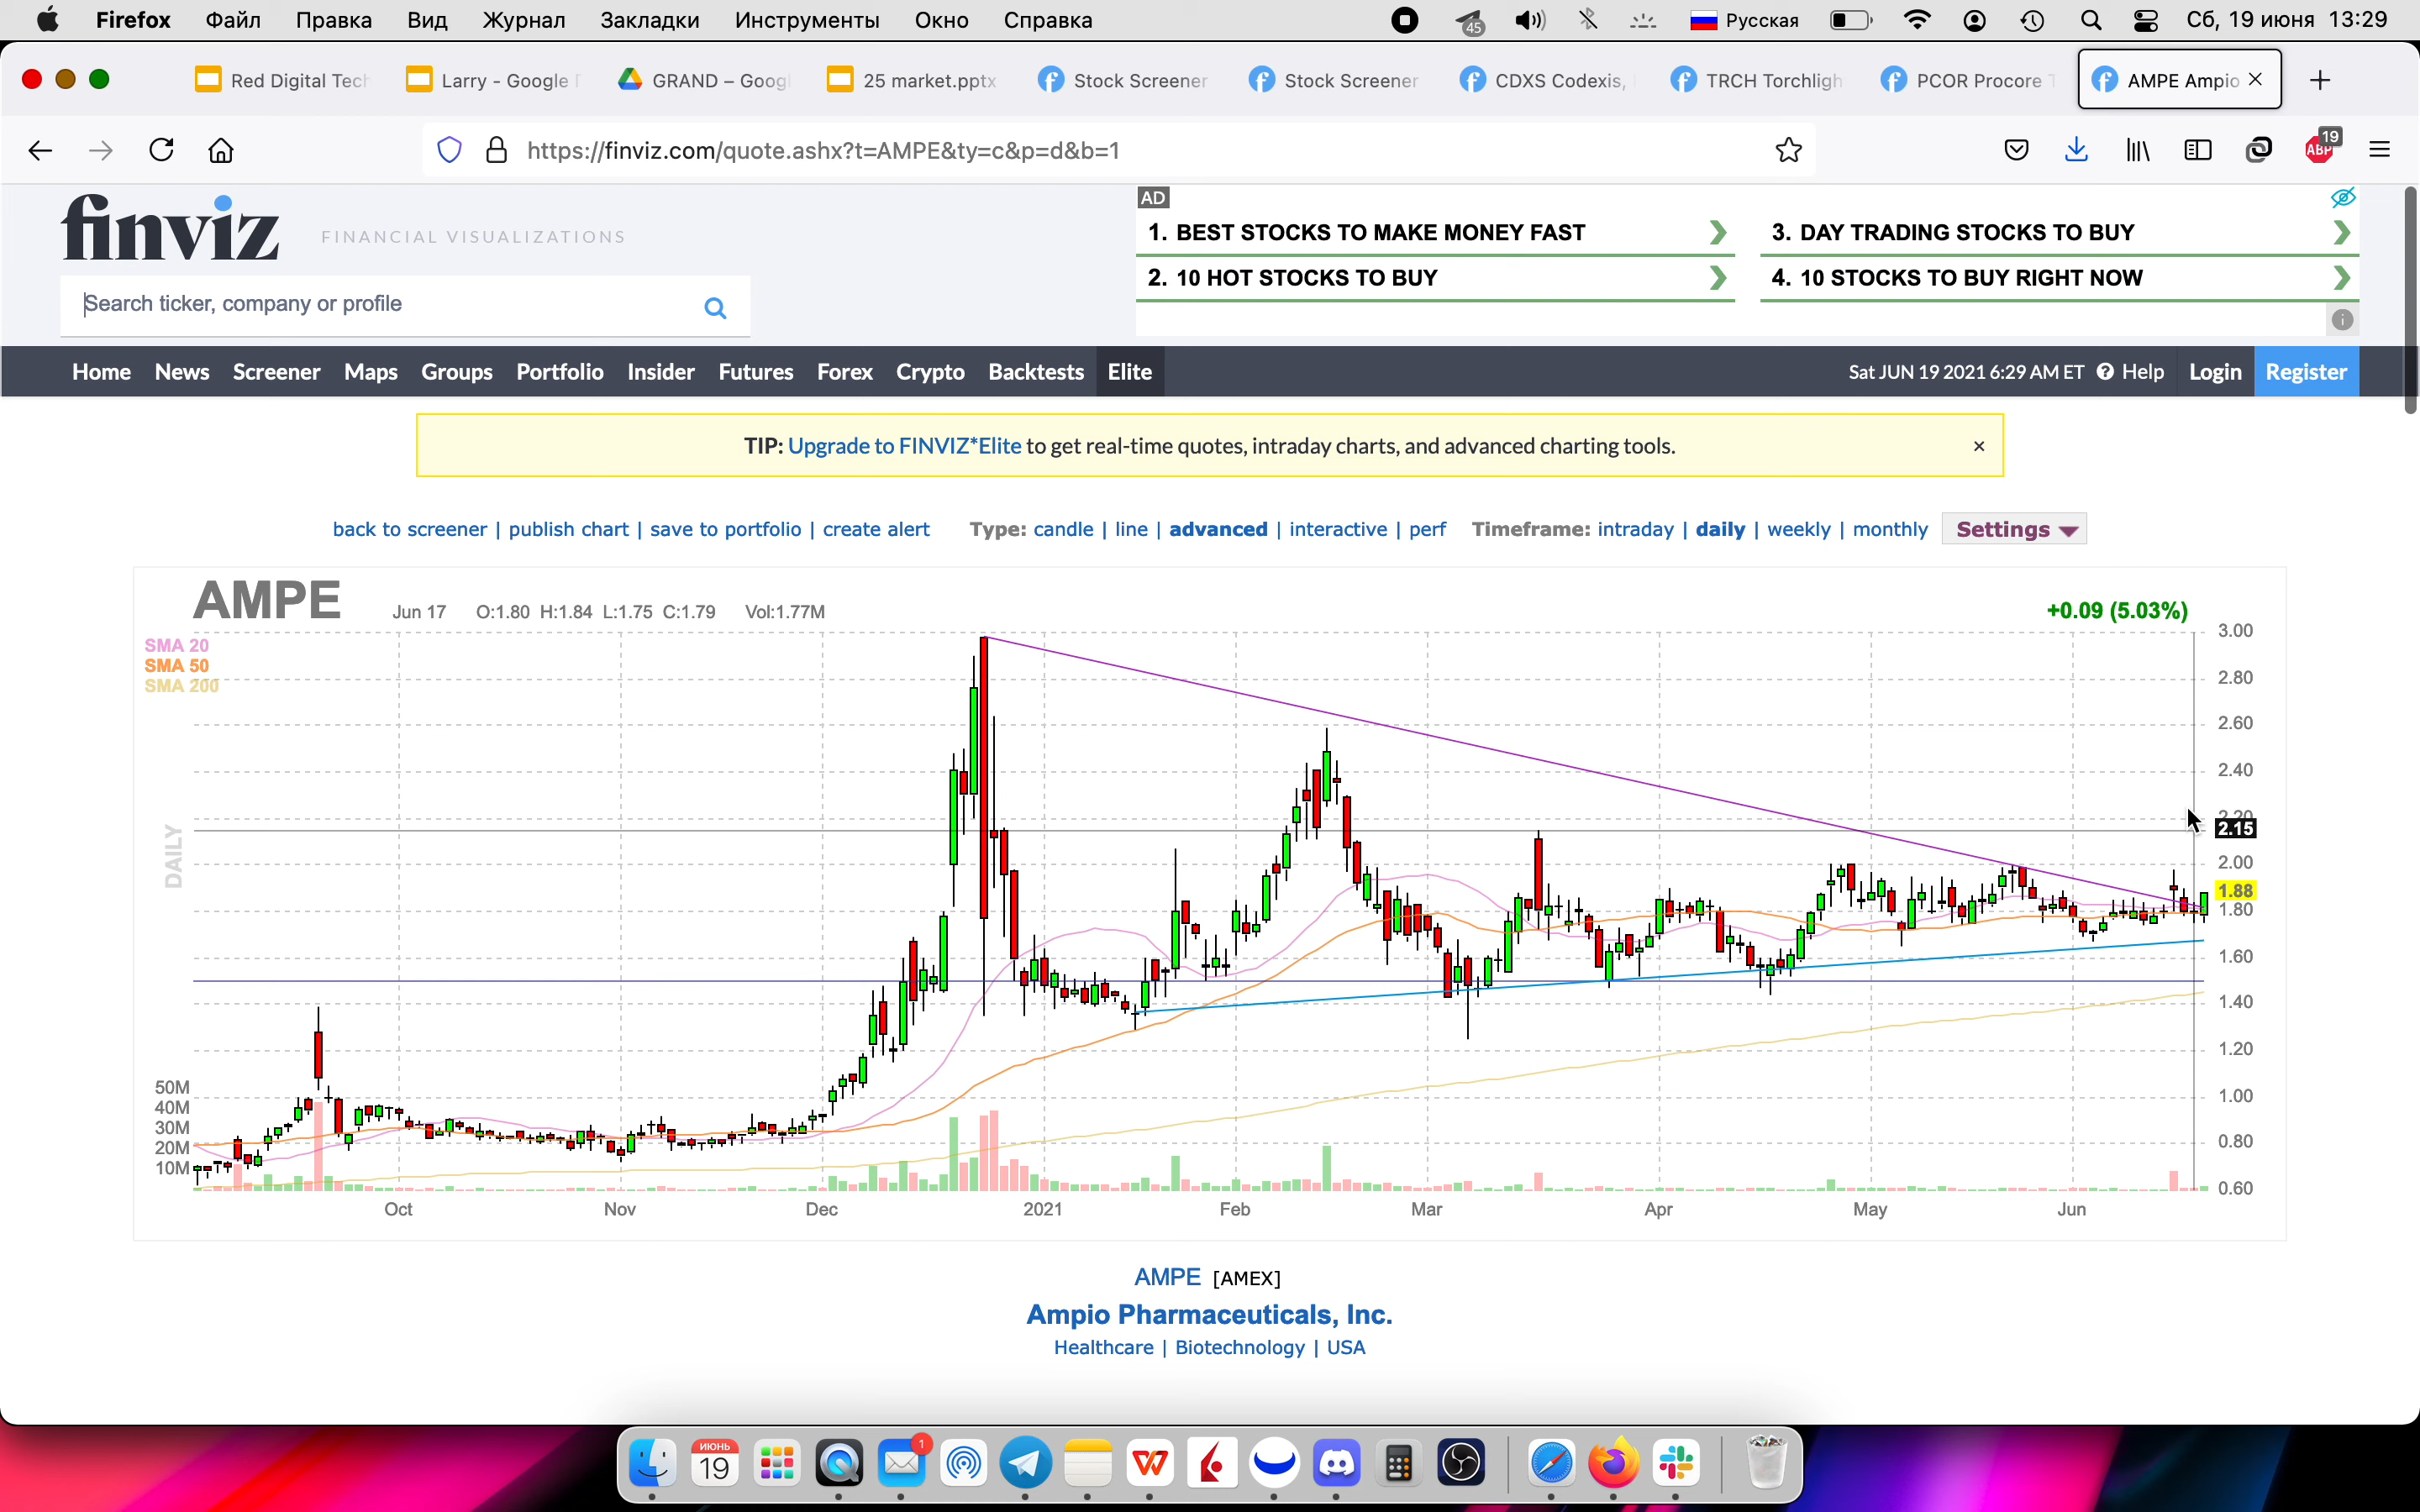 Firefox Файл Правка Вид Журнал Закладки Инструменты Окно Справка 45 Русская Сб, 19 июня 13:29
Red Digital Tech Larry - Google GRAND – Goog 25 market.pptx Stock Screener Stock Screener CDXS Codexis, TRCH Torchligh PCOR Procore AMPE Ampio
https://finviz.com/quote.ashx?t=AMPE&ty=c&p=d&b=1 ABP 19
finviz FINANCIAL VISUALIZATIONS
AD
1. BEST STOCKS TO MAKE MONEY FAST
3. DAY TRADING STOCKS TO BUY
2. 10 HOT STOCKS TO BUY
4. 10 STOCKS TO BUY RIGHT NOW
Search ticker, company or profile
Home News Screener Maps Groups Portfolio Insider Futures Forex Crypto Backtests Elite Sat JUN 19 2021 6:29 AM ET Help Login Register
TIP: Upgrade to FINVIZ*Elite to get real-time quotes, intraday charts, and advanced charting tools. ×
back to screener | publish chart | save to portfolio | create alert Type: candle | line | advanced | interactive | perf Timeframe: intraday | daily | weekly | monthly Settings
AMPE Jun 17 O:1.80 H:1.84 L:1.75 C:1.79 Vol:1.77M +0.09 (5.03%)
SMA 20
SMA 50
SMA 200
DAILY
3.00
2.80
2.60
2.40
2.20
2.15
2.00
1.88
1.80
1.60
1.40
1.20
1.00
0.80
0.60
50M
40M
30M
20M
10M
Oct Nov Dec 2021 Feb Mar Apr May Jun
AMPE [AMEX]
Ampio Pharmaceuticals, Inc.
Healthcare | Biotechnology | USA
ИЮНЬ
19
1